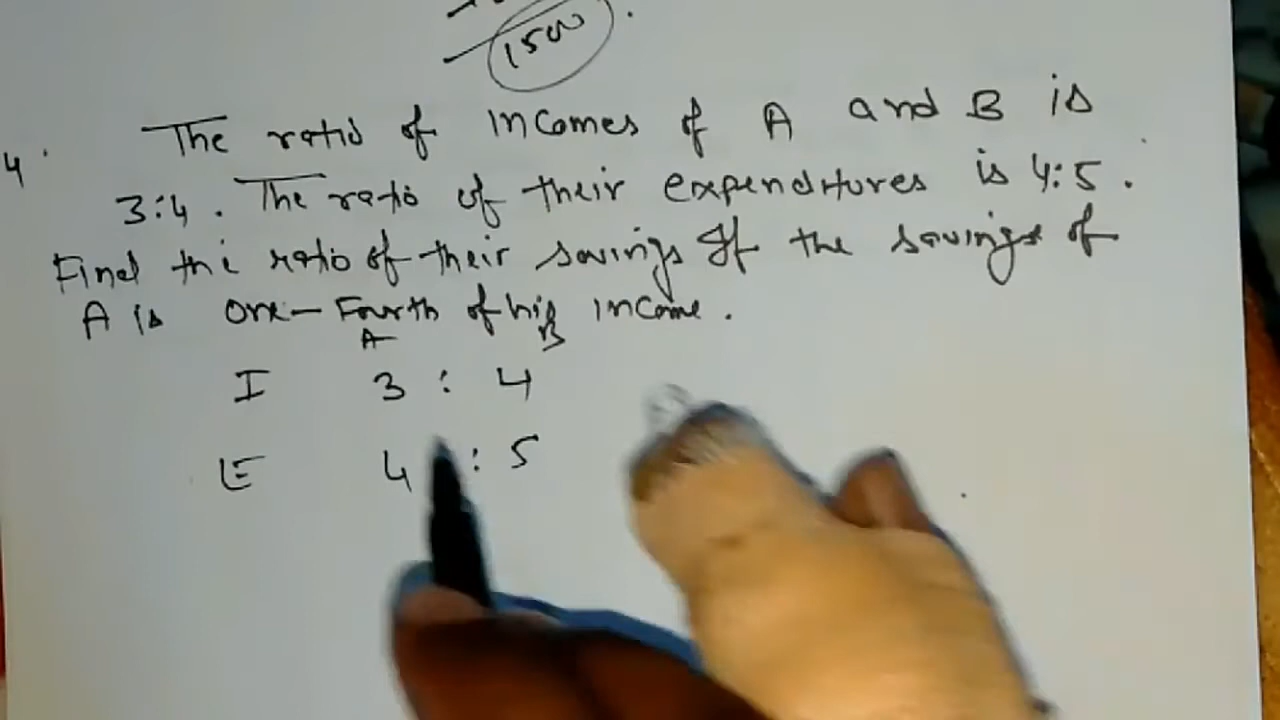 1500
4. The ratio of incomes of A and B is
3:4. The ratio of their expenditures is 4:5.
Find the ratio of their savings If the savings of
A is one-Fourth of his income.
A B
I 3 : 4
E 4 : 5